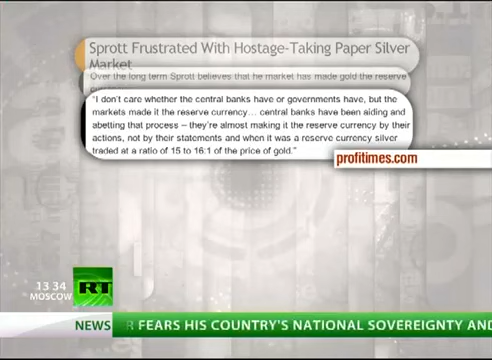 Sprott Frustrated With Hostage-Taking Paper Silver
Market
Over the long term Sprott believes that he market has made gold the reserve
"I don't care whether the central banks have or governments have, but the
markets made it the reserve currency… central banks have been aiding and
abetting that process – they're almost making it the reserve currency by their
actions, not by their statements and when it was a reserve currency silver
traded at a ratio of 15 to 16:1 of the price of gold."
profitimes.com
13 34
MOSCOW
RT
NEWS R FEARS HIS COUNTRY'S NATIONAL SOVEREIGNTY AND